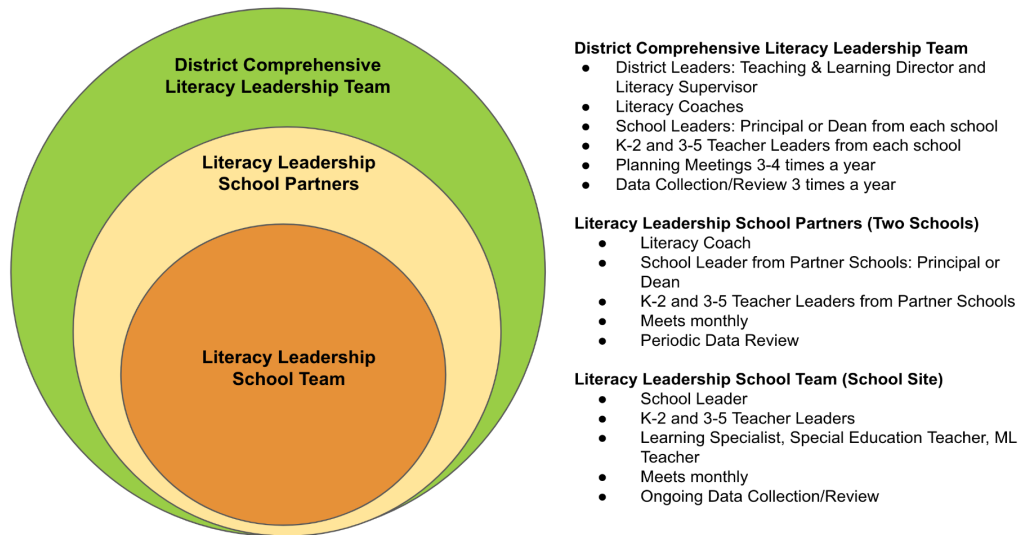 District Comprehensive
Literacy Leadership Team
Literacy Leadership
School Partners
Literacy Leadership
School Team
District Comprehensive Literacy Leadership Team
● District Leaders: Teaching & Learning Director and
Literacy Supervisor
● Literacy Coaches
● School Leaders: Principal or Dean from each school
● K-2 and 3-5 Teacher Leaders from each school
● Planning Meetings 3-4 times a year
● Data Collection/Review 3 times a year
Literacy Leadership School Partners (Two Schools)
● Literacy Coach
● School Leader from Partner Schools: Principal or
Dean
● K-2 and 3-5 Teacher Leaders from Partner Schools
● Meets monthly
● Periodic Data Review
Literacy Leadership School Team (School Site)
● School Leader
● K-2 and 3-5 Teacher Leaders
● Learning Specialist, Special Education Teacher, ML
Teacher
● Meets monthly
● Ongoing Data Collection/Review